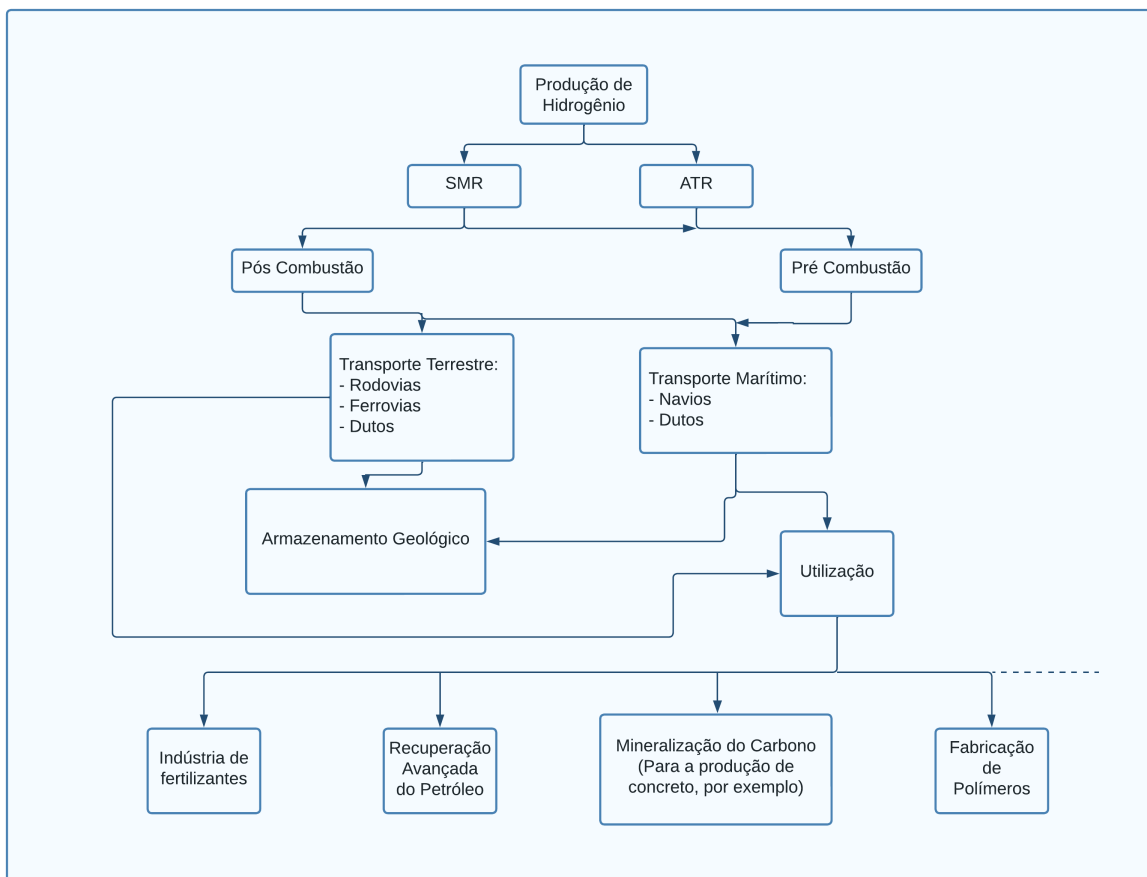 Produção de
Hidrogênio
SMR
ATR
Pós Combustão
Pré Combustão
Transporte Terrestre:
- Rodovias
- Ferrovias
- Dutos
Transporte Marítimo:
- Navios
- Dutos
Armazenamento Geológico
Utilização
Indústria de
fertilizantes
Recuperação
Avançada
do Petróleo
Mineralização do Carbono
(Para a produção de
concreto, por exemplo)
Fabricação
de
Polímeros